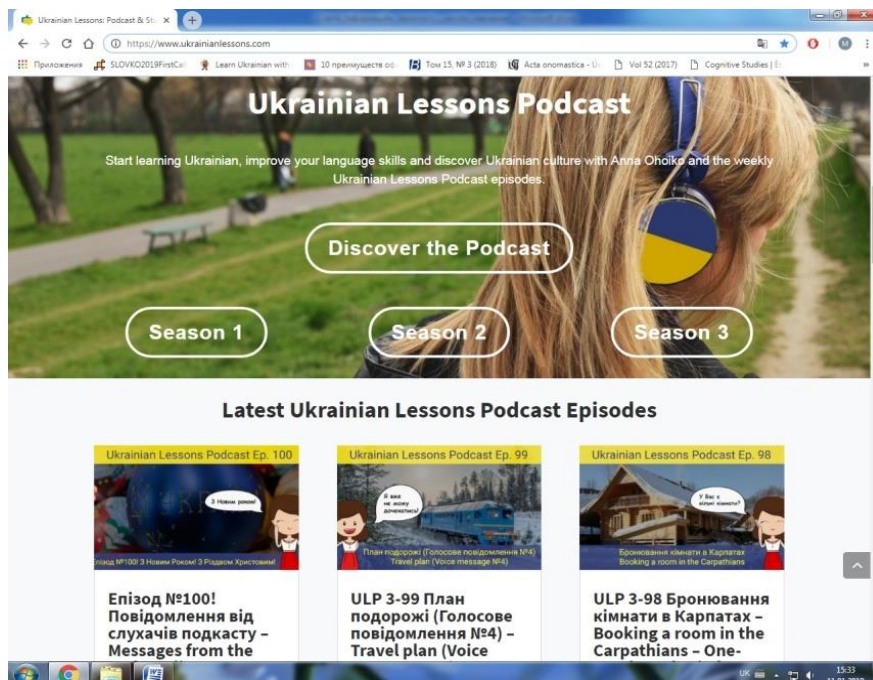 Ukrainian Lessons: Podcast & St
https://www.ukrainianlessons.com
Приложения SLOVKO2019FirstCal Learn Ukrainian with 10 преимуществ оф Том 15, № 3 (2018) Acta onomastica - Ú Vol 52 (2017) Cognitive Studies | É
Ukrainian Lessons Podcast
Start learning Ukrainian, improve your language skills and discover Ukrainian culture with Anna Ohoiko and the weekly
Ukrainian Lessons Podcast episodes.
Discover the Podcast
Season 1 Season 2 Season 3
Latest Ukrainian Lessons Podcast Episodes
Ukrainian Lessons Podcast Ep. 100
З Новим роком!
Епізод №100! З Новим Роком! З Різдвом Христовим!
Епізод №100!
Повідомлення від
слухачів подкасту –
Messages from the
Ukrainian Lessons Podcast Ep. 99
Я вже
не можу
дочекатись!
План подорожі (Голосове повідомлення №4)
Travel plan (Voice message №4)
ULP 3-99 План
подорожі (Голосове
повідомлення №4) –
Travel plan (Voice
Ukrainian Lessons Podcast Ep. 98
У Вас є
вільні кімнати?
Бронювання кімнати в Карпатах
Booking a room in the Carpathians
ULP 3-98 Бронювання
кімнати в Карпатах –
Booking a room in the
Carpathians – One-
UK 15:33
11.01.2019